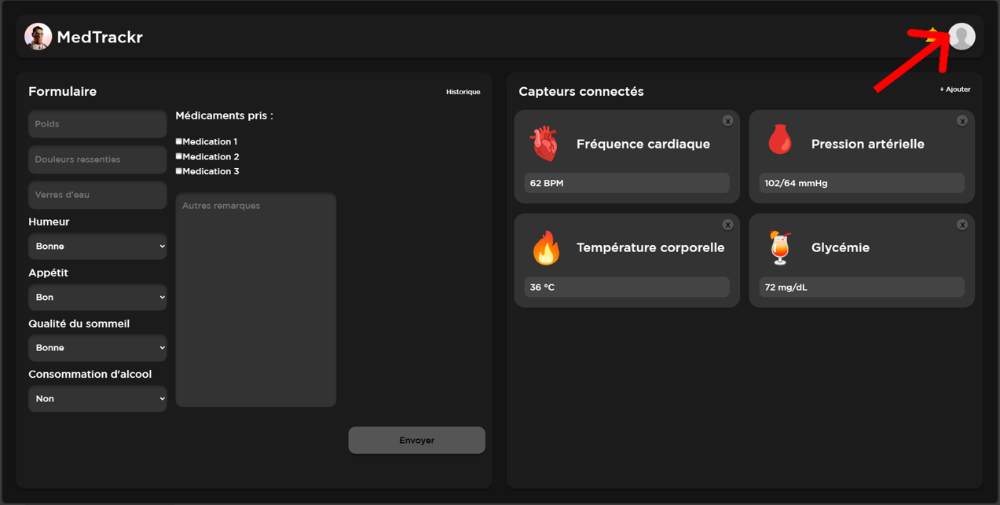 MedTrackr
Formulaire
Historique
Poids
Douleurs ressenties
Verres d'eau
Humeur
Bonne
Appétit
Bon
Qualité du sommeil
Bonne
Consommation d'alcool
Non
Médicaments pris :
Medication 1
Medication 2
Medication 3
Autres remarques
Envoyer
Capteurs connectés
+ Ajouter
x
Fréquence cardiaque
62 BPM
x
Pression artérielle
102/64 mmHg
x
Température corporelle
36 °C
x
Glycémie
72 mg/dL